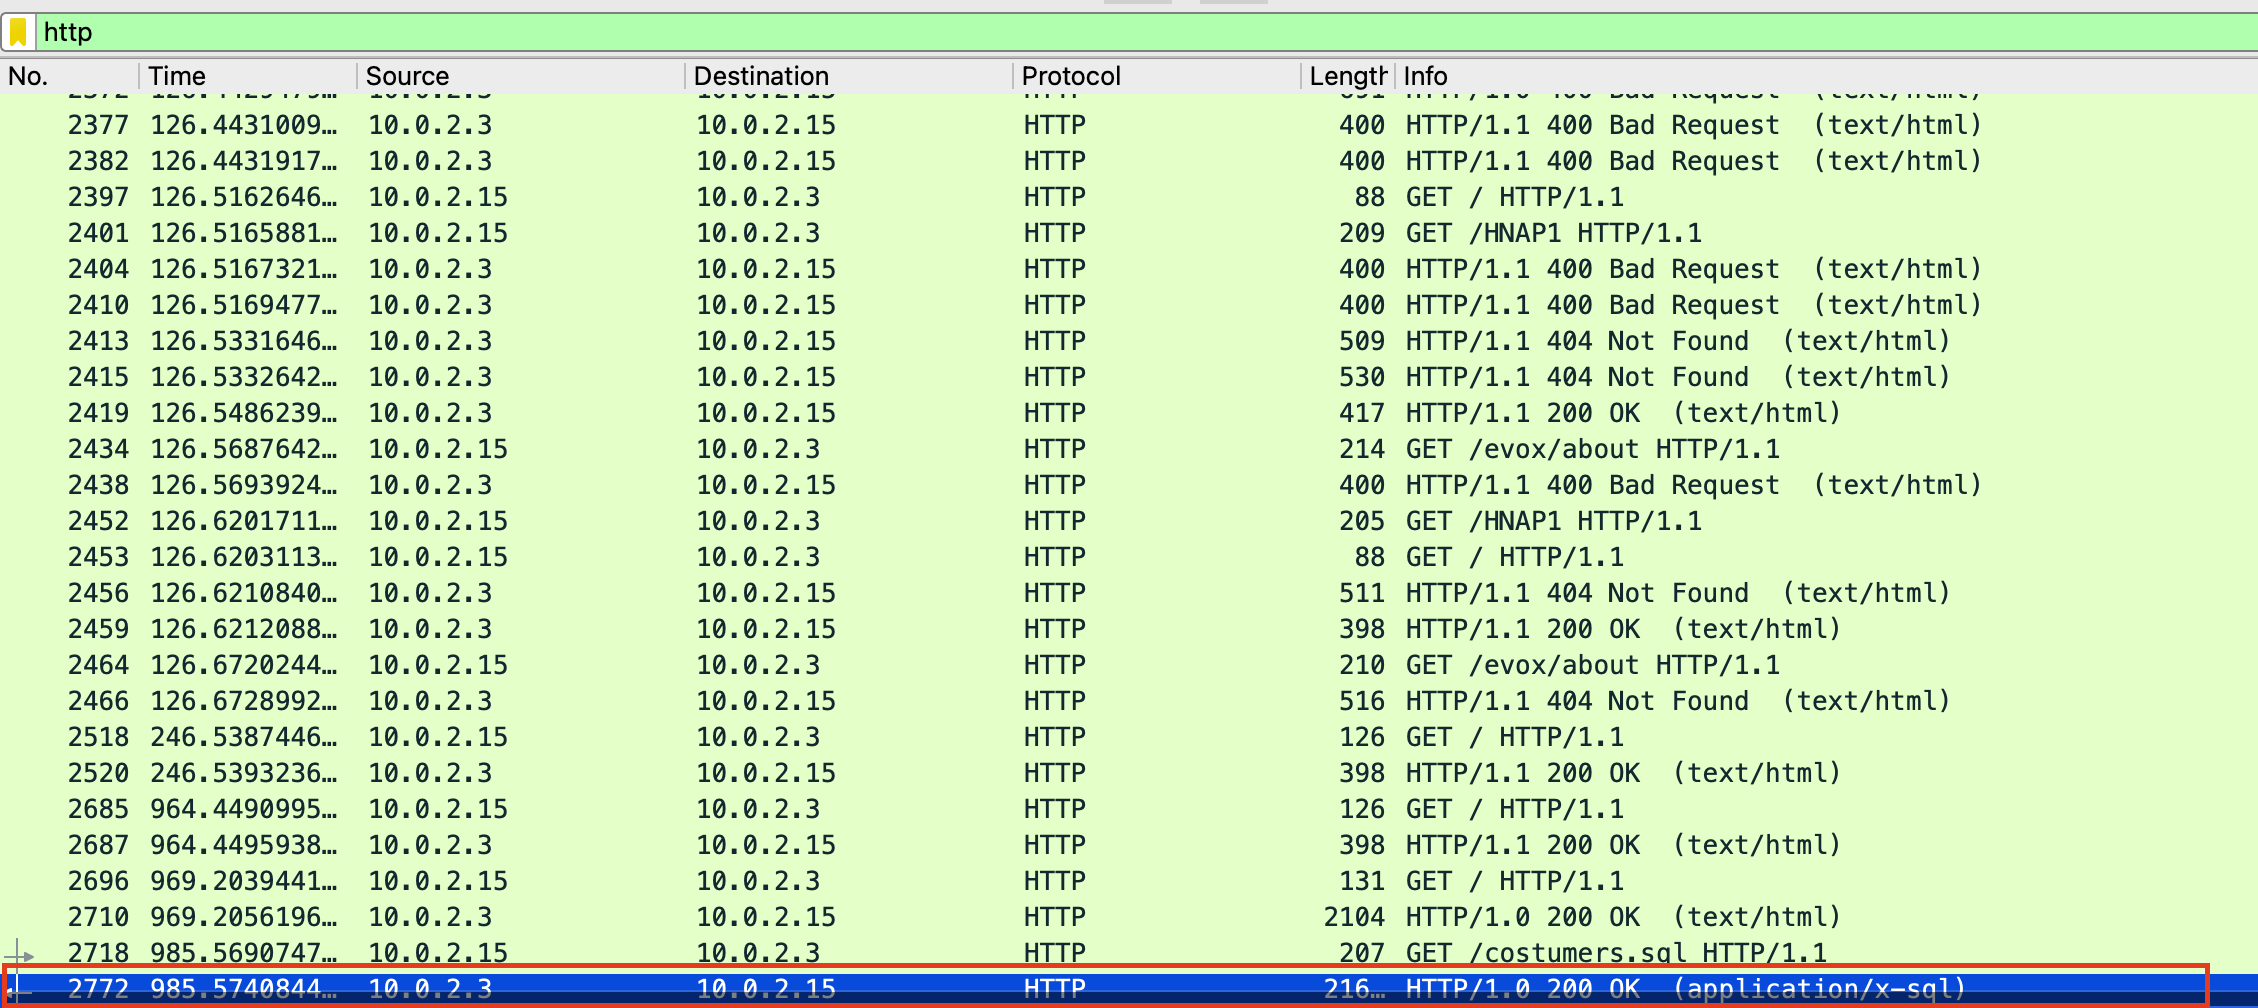 http
No. Time Source Destination Protocol Length Info
2377 126.4431009… 10.0.2.3 10.0.2.15 HTTP 400 HTTP/1.1 400 Bad Request (text/html)
2382 126.4431917… 10.0.2.3 10.0.2.15 HTTP 400 HTTP/1.1 400 Bad Request (text/html)
2397 126.5162646… 10.0.2.15 10.0.2.3 HTTP 88 GET / HTTP/1.1
2401 126.5165881… 10.0.2.15 10.0.2.3 HTTP 209 GET /HNAP1 HTTP/1.1
2404 126.5167321… 10.0.2.3 10.0.2.15 HTTP 400 HTTP/1.1 400 Bad Request (text/html)
2410 126.5169477… 10.0.2.3 10.0.2.15 HTTP 400 HTTP/1.1 400 Bad Request (text/html)
2413 126.5331646… 10.0.2.3 10.0.2.15 HTTP 509 HTTP/1.1 404 Not Found (text/html)
2415 126.5332642… 10.0.2.3 10.0.2.15 HTTP 530 HTTP/1.1 404 Not Found (text/html)
2419 126.5486239… 10.0.2.3 10.0.2.15 HTTP 417 HTTP/1.1 200 OK (text/html)
2434 126.5687642… 10.0.2.15 10.0.2.3 HTTP 214 GET /evox/about HTTP/1.1
2438 126.5693924… 10.0.2.3 10.0.2.15 HTTP 400 HTTP/1.1 400 Bad Request (text/html)
2452 126.6201711… 10.0.2.15 10.0.2.3 HTTP 205 GET /HNAP1 HTTP/1.1
2453 126.6203113… 10.0.2.15 10.0.2.3 HTTP 88 GET / HTTP/1.1
2456 126.6210840… 10.0.2.3 10.0.2.15 HTTP 511 HTTP/1.1 404 Not Found (text/html)
2459 126.6212088… 10.0.2.3 10.0.2.15 HTTP 398 HTTP/1.1 200 OK (text/html)
2464 126.6720244… 10.0.2.15 10.0.2.3 HTTP 210 GET /evox/about HTTP/1.1
2466 126.6728992… 10.0.2.3 10.0.2.15 HTTP 516 HTTP/1.1 404 Not Found (text/html)
2518 246.5387446… 10.0.2.15 10.0.2.3 HTTP 126 GET / HTTP/1.1
2520 246.5393236… 10.0.2.3 10.0.2.15 HTTP 398 HTTP/1.1 200 OK (text/html)
2685 964.4490995… 10.0.2.15 10.0.2.3 HTTP 126 GET / HTTP/1.1
2687 964.4495938… 10.0.2.3 10.0.2.15 HTTP 398 HTTP/1.1 200 OK (text/html)
2696 969.2039441… 10.0.2.15 10.0.2.3 HTTP 131 GET / HTTP/1.1
2710 969.2056196… 10.0.2.3 10.0.2.15 HTTP 2104 HTTP/1.0 200 OK (text/html)
2718 985.5690747… 10.0.2.15 10.0.2.3 HTTP 207 GET /costumers.sql HTTP/1.1
2772 985.5740844… 10.0.2.3 10.0.2.15 HTTP 216… HTTP/1.0 200 OK (application/x-sql)